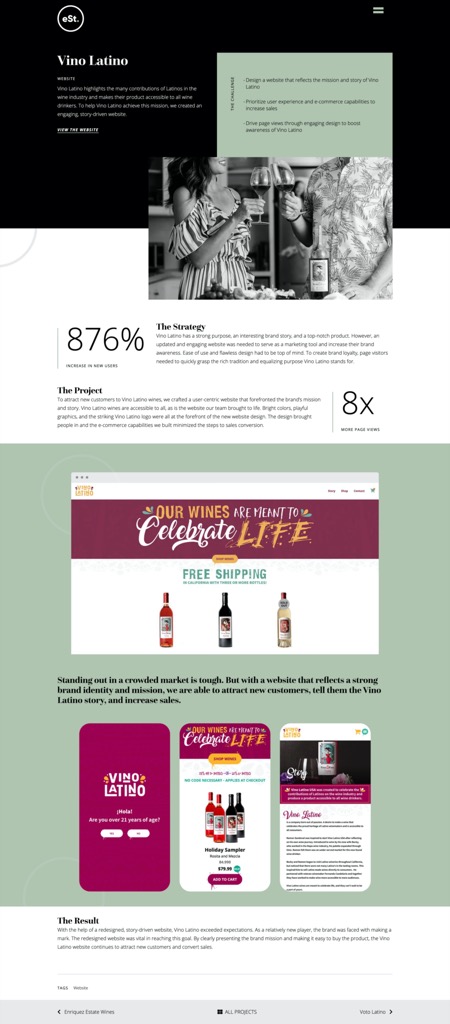 eSt.
Vino Latino
WEBSITE
Vino Latino highlights the many contributions of Latinos in the
wine industry and makes their product accessible to all wine
drinkers. To help Vino Latino achieve this mission, we created an
engaging, story-driven website.
VIEW THE WEBSITE
THE CHALLENGE
- Design a website that reflects the mission and story of Vino
Latino
- Prioritize user experience and e-commerce capabilities to
increase sales
- Drive page views through engaging design to boost
awareness of Vino Latino
876%
INCREASE IN NEW USERS
The Strategy
Vino Latino has a strong purpose, an interesting brand story, and a top-notch product. However, an
updated and engaging website was needed to serve as a marketing tool and increase their brand
awareness. Ease of use and flawless design had to be top of mind. To create brand loyalty, page visitors
needed to quickly grasp the rich tradition and equalizing purpose Vino Latino stands for.
The Project
To attract new customers to Vino Latino wines, we crafted a user-centric website that forefronted the brand's mission
and story. Vino Latino wines are accessible to all, as is the website our team brought to life. Bright colors, playful
graphics, and the striking Vino Latino logo were all at the forefront of the new website design. The design brought
people in and the e-commerce capabilities we built minimized the steps to sales conversion.
8x
MORE PAGE VIEWS
VINO LATINO
Story Shop Contact
OUR WINES ARE MEANT TO
Celebrate L.I.F.E.
SHOP WINES
FREE SHIPPING
IN CALIFORNIA WITH THREE OR MORE BOTTLES!
Standing out in a crowded market is tough. But with a website that reflects a strong
brand identity and mission, we are able to attract new customers, tell them the Vino
Latino story, and increase sales.
VINO
LATINO
¡Hola!
Are you over 21 years of age?
YES NO
OUR WINES ARE MEANT TO
Celebrate L.I.F.E.
SHOP WINES
NO CODE NECESSARY - APPLIES AT CHECKOUT
Holiday Sampler
Rosita and Mezcla
$79.99
ADD TO CART
VINO LATINO
Story
Vino Latino USA was created to celebrate the
contributions of Latinos on the wine industry and
produce a product accessible to all wine drinkers.
Vino Latino
The Result
With the help of a redesigned, story-driven website, Vino Latino exceeded expectations. As a relatively new player, the brand was faced with making a
mark. The redesigned website was vital in reaching this goal. By clearly presenting the brand mission and making it easy to buy the product, the Vino
Latino website continues to attract new customers and convert sales.
TAGS Website
Enriquez Estate Wines
ALL PROJECTS
Voto Latino